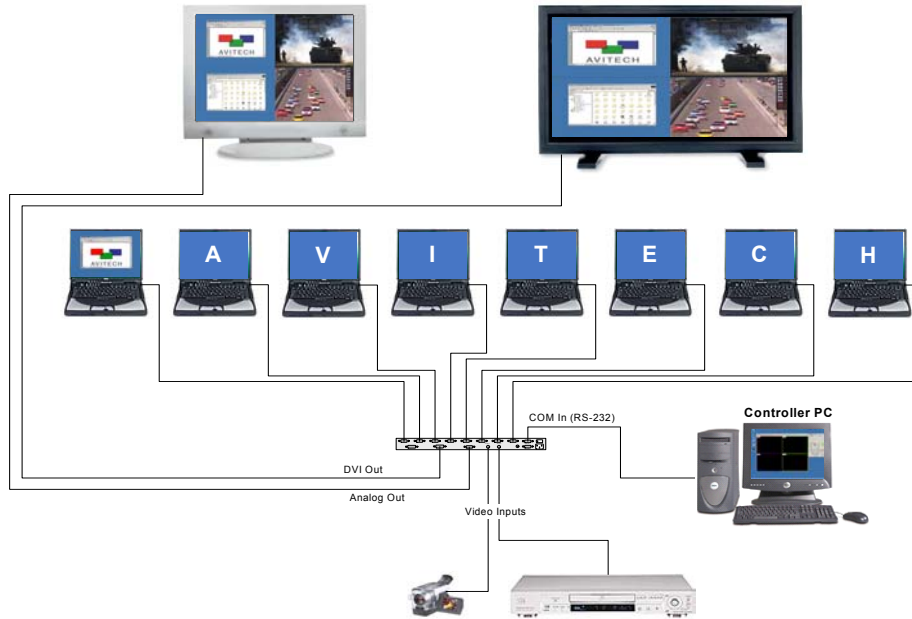 AVITECH
AVITECH
AVITECH
A
V
I
T
E
C
H
COM In (RS-232)
Controller PC
DVI Out
Analog Out
Video Inputs